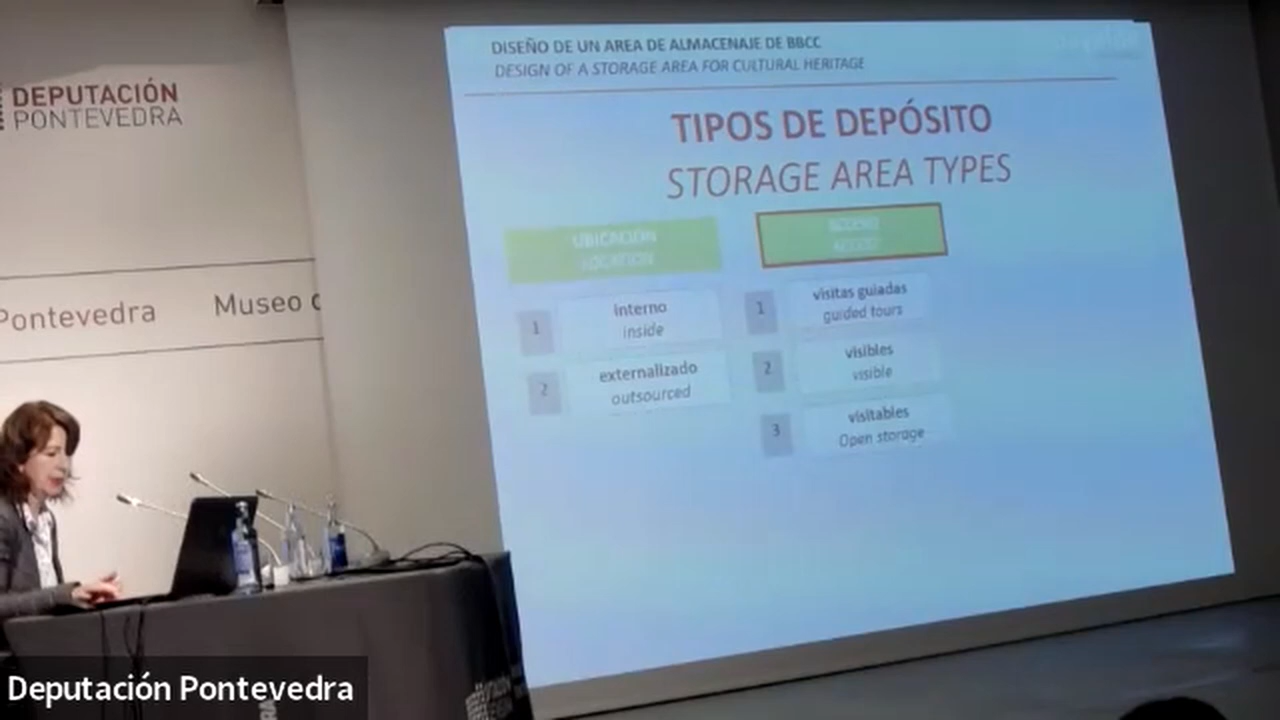 DEPUTACIÓN
PONTEVEDRA
Pontevedra
Museo
DISEÑO DE UN AREA DE ALMACENAJE DE BBCC
DESIGN OF A STORAGE AREA FOR CULTURAL HERITAGE
TIPOS DE DEPÓSITO
STORAGE AREA TYPES
UBICACIÓN
LOCATION
1
interno
inside
2
externalizado
outsourced
1
visitas guiadas
guided tours
2
visibles
visible
3
visitables
Open storage
Deputación Pontevedra